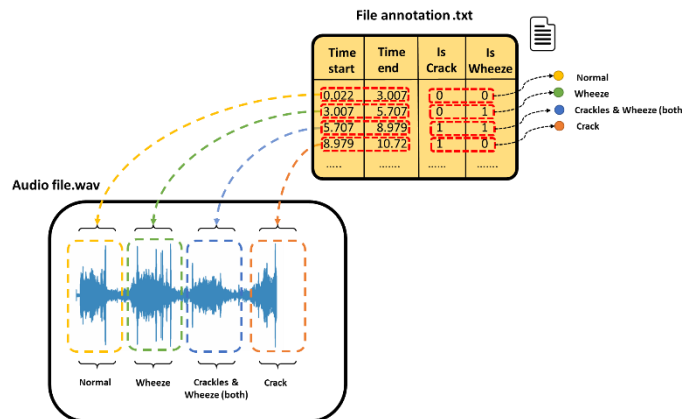 File annotation .txt
Time start Time end Is Crack Is Wheeze
0.022 3.007 0 0
3.007 5.707 0 1
5.707 8.979 1 1
8.979 10.72 1 0
..... ....... ...... ......
Normal
Wheeze
Crackles & Wheeze (both
Crack
Audio file.wav
Normal
Wheeze
Crackles &
Wheeze (both)
Crack